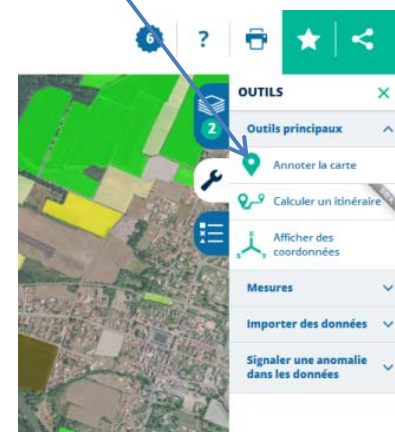 6 ?
OUTILS
2
Outils principaux
Annoter la carte
Calculer un itinéraire
Afficher des
coordonnées
Mesures
Importer des données
Signaler une anomalie
dans les données